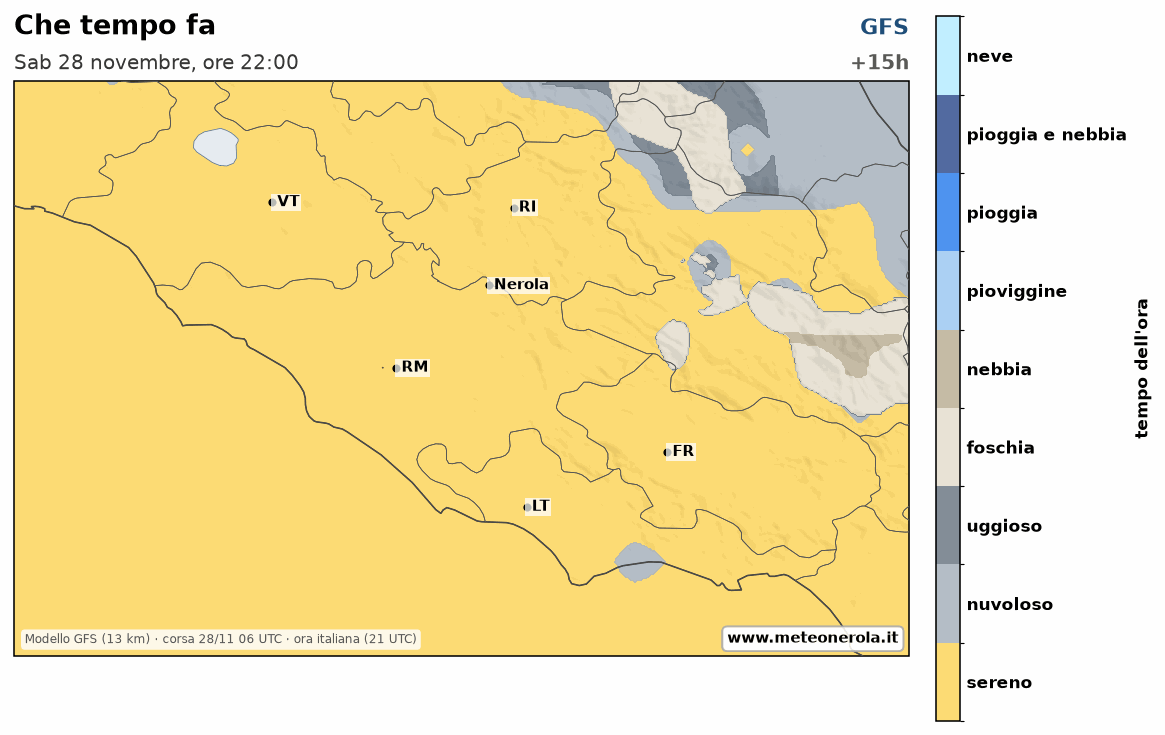 Che tempo fa
GFS
Sab 28 novembre, ore 22:00
+15h
VT
RI
Nerola
RM
FR
LT
Modello GFS (13 km) · corsa 28/11 06 UTC · ora italiana (21 UTC)
www.meteonerola.it
neve
pioggia e nebbia
pioggia
pioviggine
nebbia
foschia
uggioso
nuvoloso
sereno
tempo dell'ora